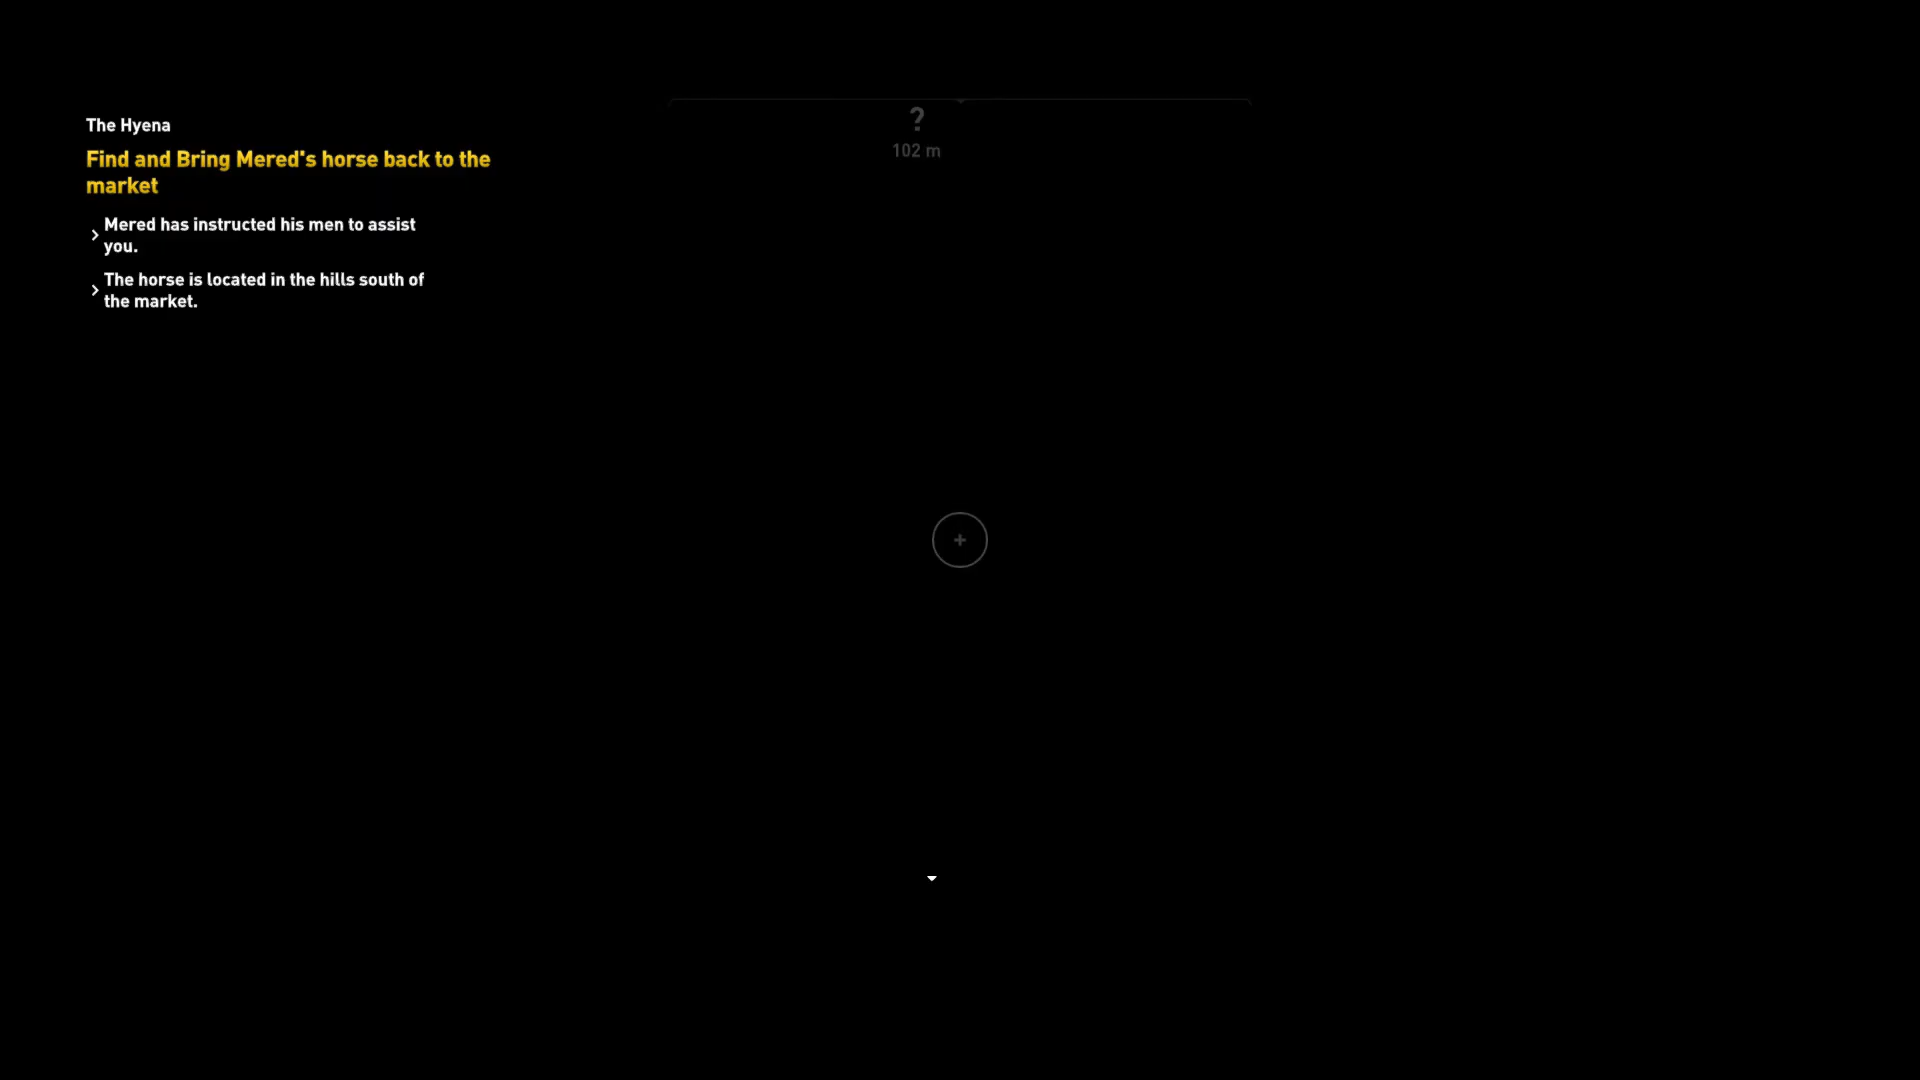 The Hyena
Find and Bring Mered's horse back to the
market
Mered has instructed his men to assist
you.
The horse is located in the hills south of
the market.
?
102 m